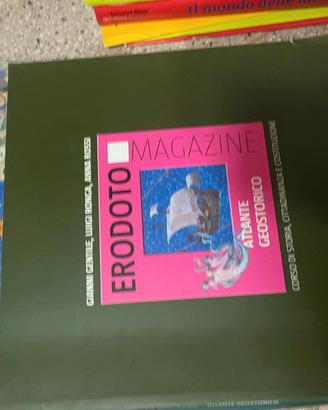 Il mondo delle
GIANNI GENTILE, LUIGI RONGA, ANNA ROSSI
ERODOTO
MAGAZINE
ATLANTE
GEOSTORICO
CORSO DI STORIA, CITTADINANZA E COSTITUZIONE